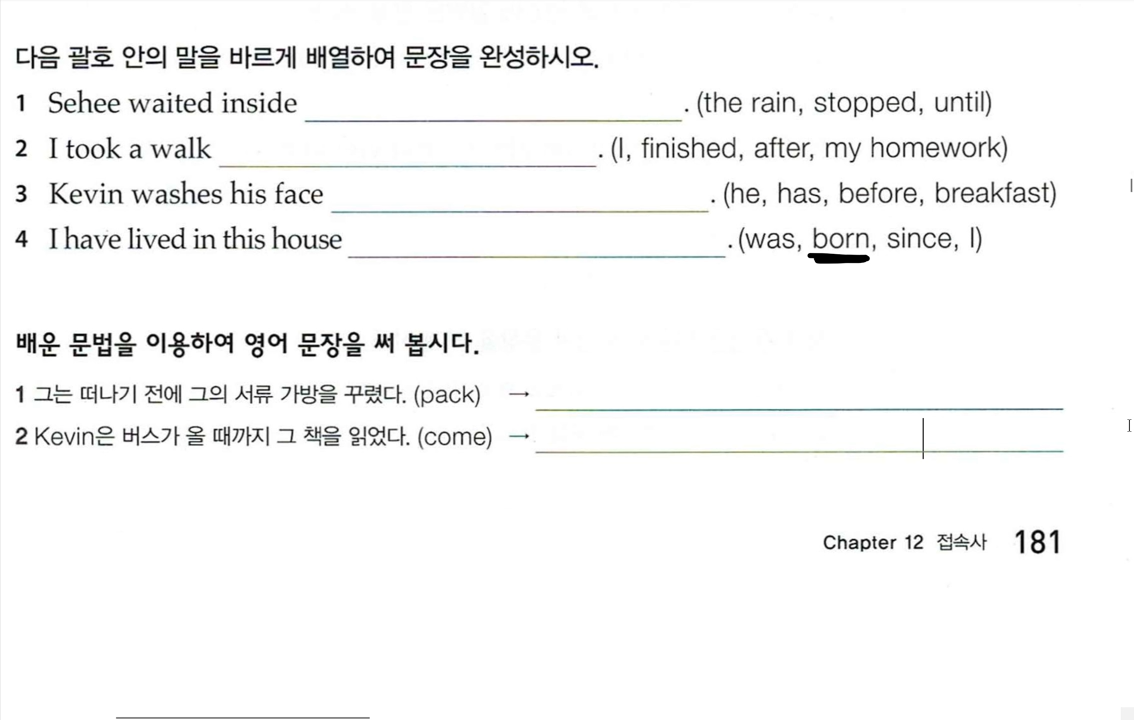 다음 괄호 안의 말을 바르게 배열하여 문장을 완성하시오.
1 Sehee waited inside ____________________. (the rain, stopped, until)
2 I took a walk ____________________. (I, finished, after, my homework)
3 Kevin washes his face ____________________. (he, has, before, breakfast)
4 I have lived in this house ____________________. (was, born, since, I)
배운 문법을 이용하여 영어 문장을 써 봅시다.
1 그는 떠나기 전에 그의 서류 가방을 꾸렸다. (pack) → ____________________
2 Kevin은 버스가 올 때까지 그 책을 읽었다. (come) → ____________________
Chapter 12 접속사 181